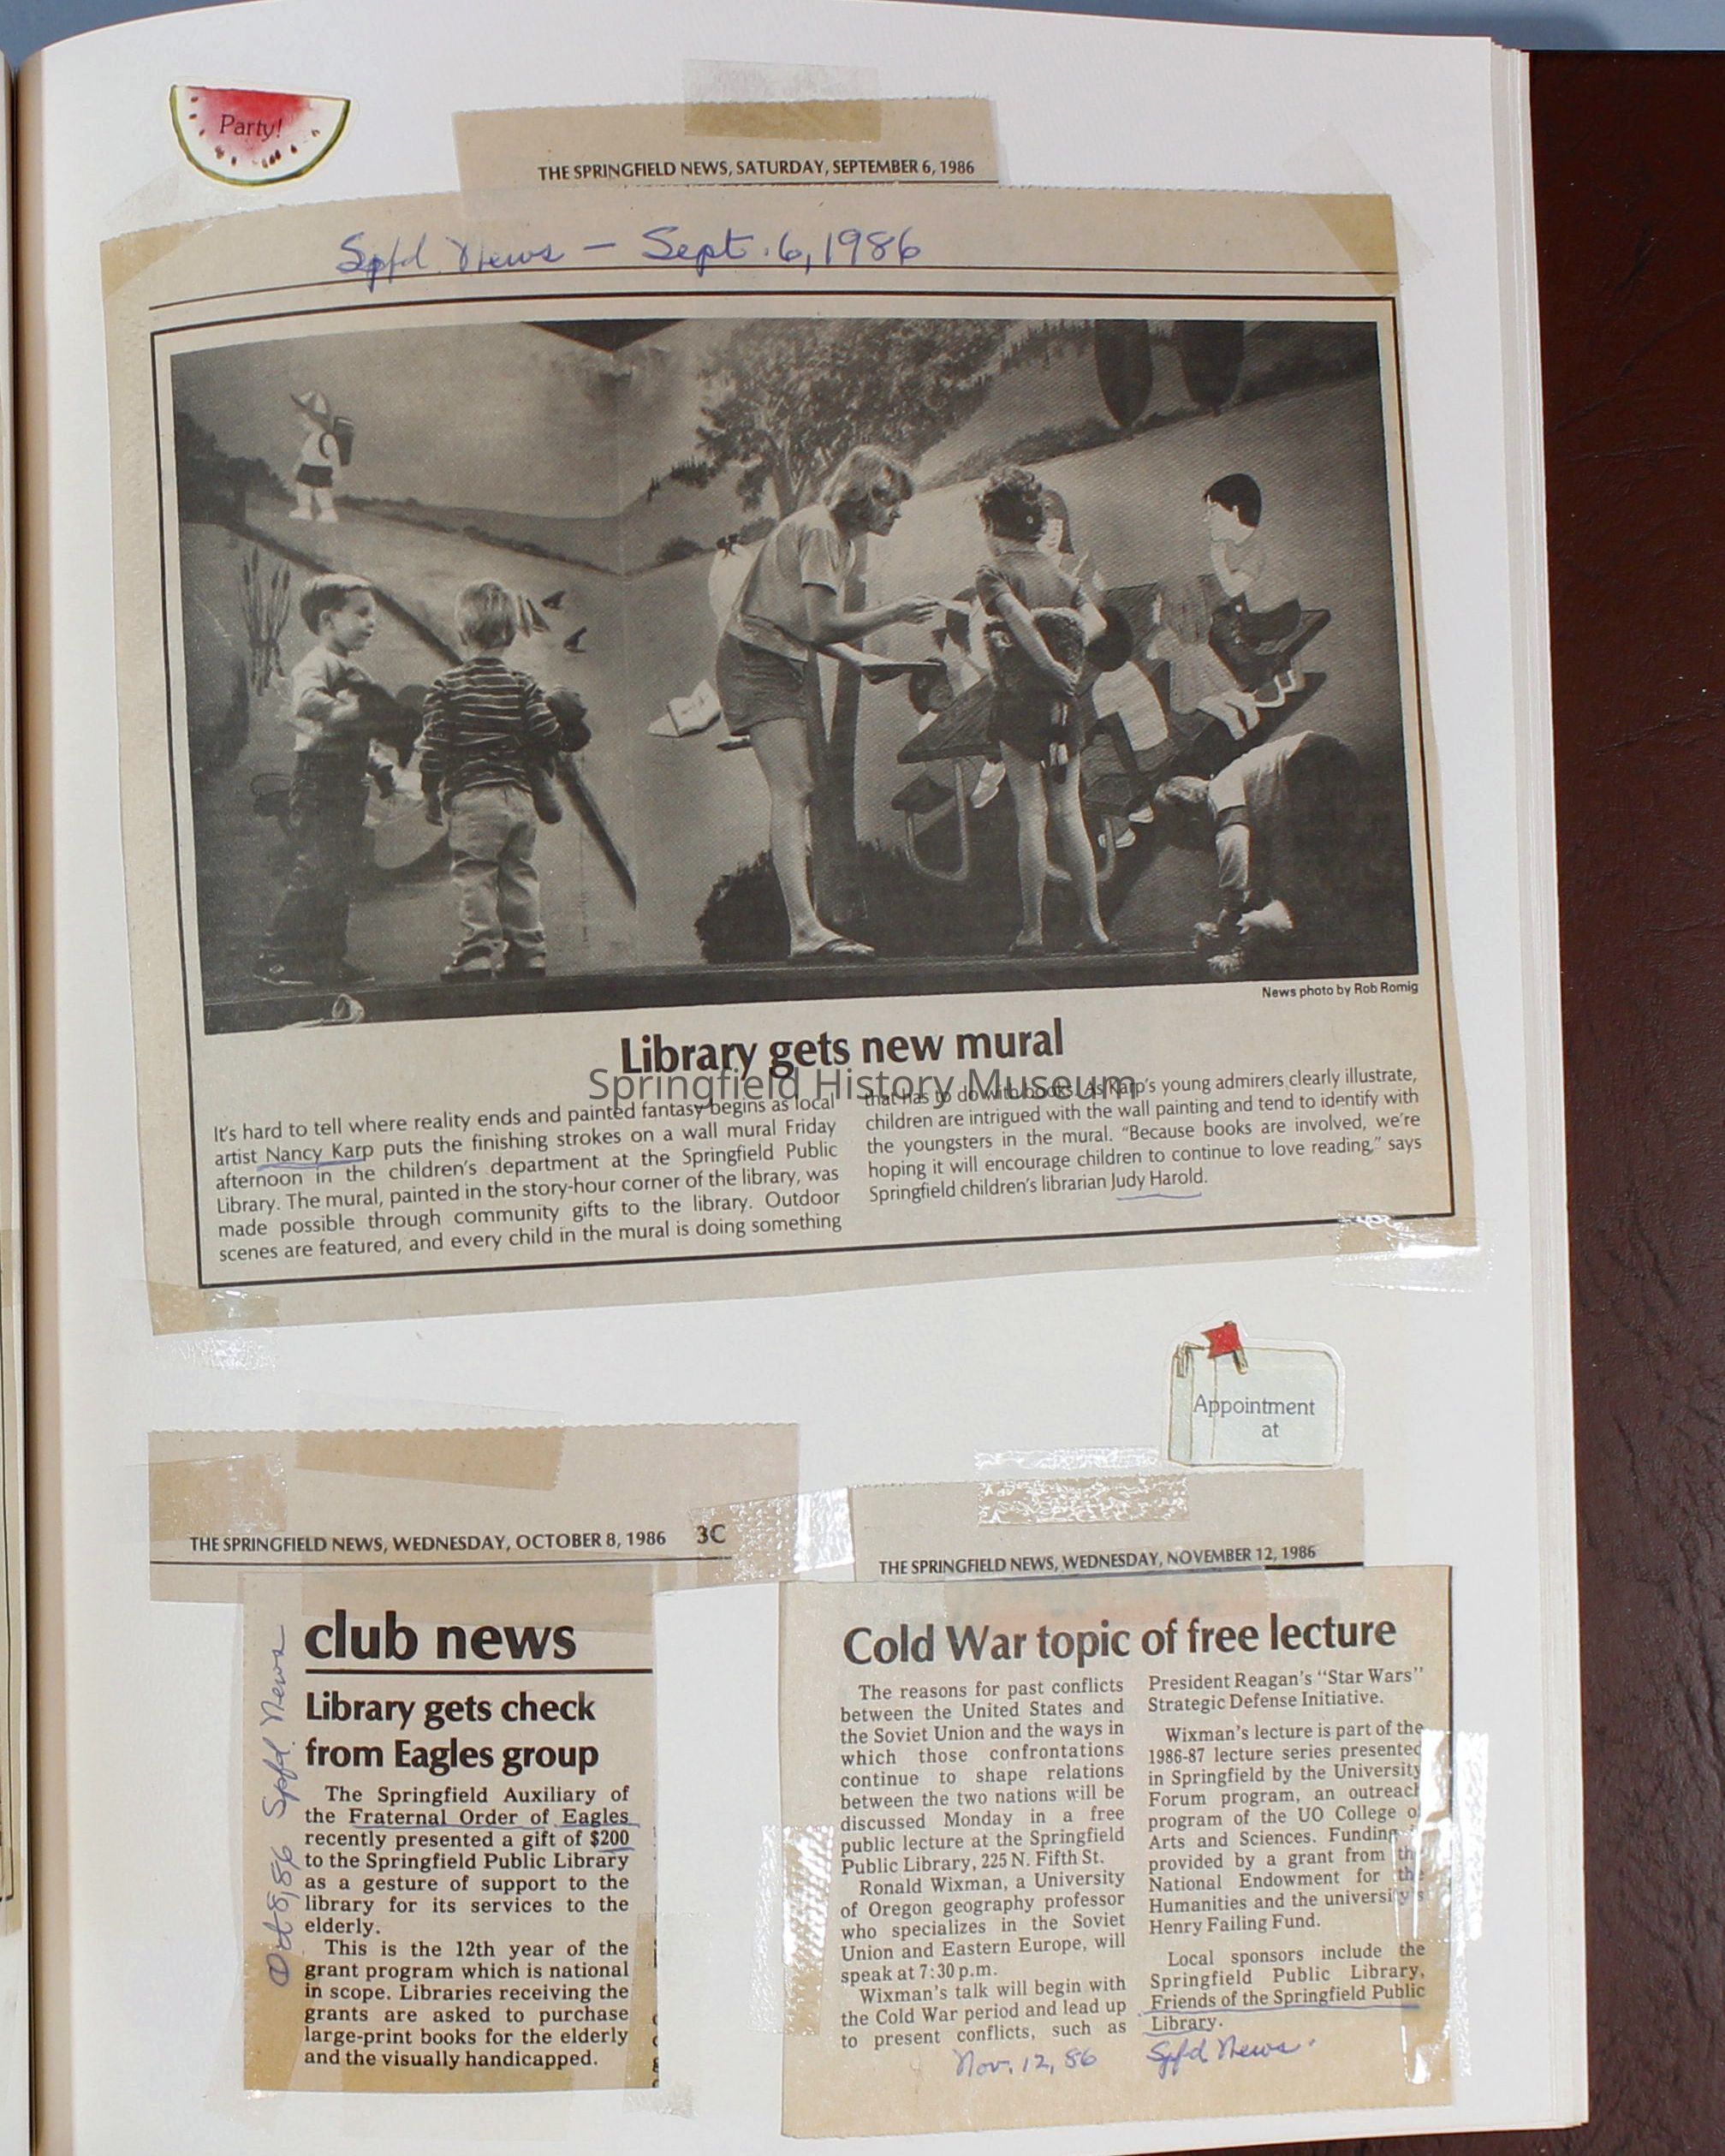 Party!
THE SPRINGFIELD NEWS, SATURDAY, SEPTEMBER 6, 1986
Spfd News — Sept. 6, 1986
News photo by Rob Romig
Library gets new mural
Springfield History Museum
It's hard to tell where reality ends and painted fantasy begins as local
artist Nancy Karp puts the finishing strokes on a wall mural Friday
afternoon in the children's department at the Springfield Public
Library. The mural, painted in the story-hour corner of the library, was
made possible through community gifts to the library. Outdoor
scenes are featured, and every child in the mural is doing something
that has to do with books. As Karp's young admirers clearly illustrate,
children are intrigued with the wall painting and tend to identify with
the youngsters in the mural. “Because books are involved, we're
hoping it will encourage children to continue to love reading,” says
Springfield children's librarian Judy Harold.
Appointment
at
THE SPRINGFIELD NEWS, WEDNESDAY, OCTOBER 8, 1986 3C
club news
Library gets check
from Eagles group
The Springfield Auxiliary of
the Fraternal Order of Eagles
recently presented a gift of $200
to the Springfield Public Library
as a gesture of support to the
library for its services to the
elderly.
This is the 12th year of the
grant program which is national
in scope. Libraries receiving the
grants are asked to purchase
large-print books for the elderly
and the visually handicapped.
Oct 8, 86 Spfd. News
THE SPRINGFIELD NEWS, WEDNESDAY, NOVEMBER 12, 1986
Cold War topic of free lecture
The reasons for past conflicts
between the United States and
the Soviet Union and the ways in
which those confrontations
continue to shape relations
between the two nations will be
discussed Monday in a free
public lecture at the Springfield
Public Library, 225 N. Fifth St.
Ronald Wixman, a University
of Oregon geography professor
who specializes in the Soviet
Union and Eastern Europe, will
speak at 7:30 p.m.
Wixman's talk will begin with
the Cold War period and lead up
to present conflicts, such as
President Reagan's “Star Wars”
Strategic Defense Initiative.
Wixman's lecture is part of the
1986-87 lecture series presented
in Springfield by the University
Forum program, an outreach
program of the UO College of
Arts and Sciences. Funding is
provided by a grant from the
National Endowment for the
Humanities and the university's
Henry Failing Fund.
Local sponsors include the
Springfield Public Library,
Friends of the Springfield Public
Library.
Nov. 12, 86 Spfd News.